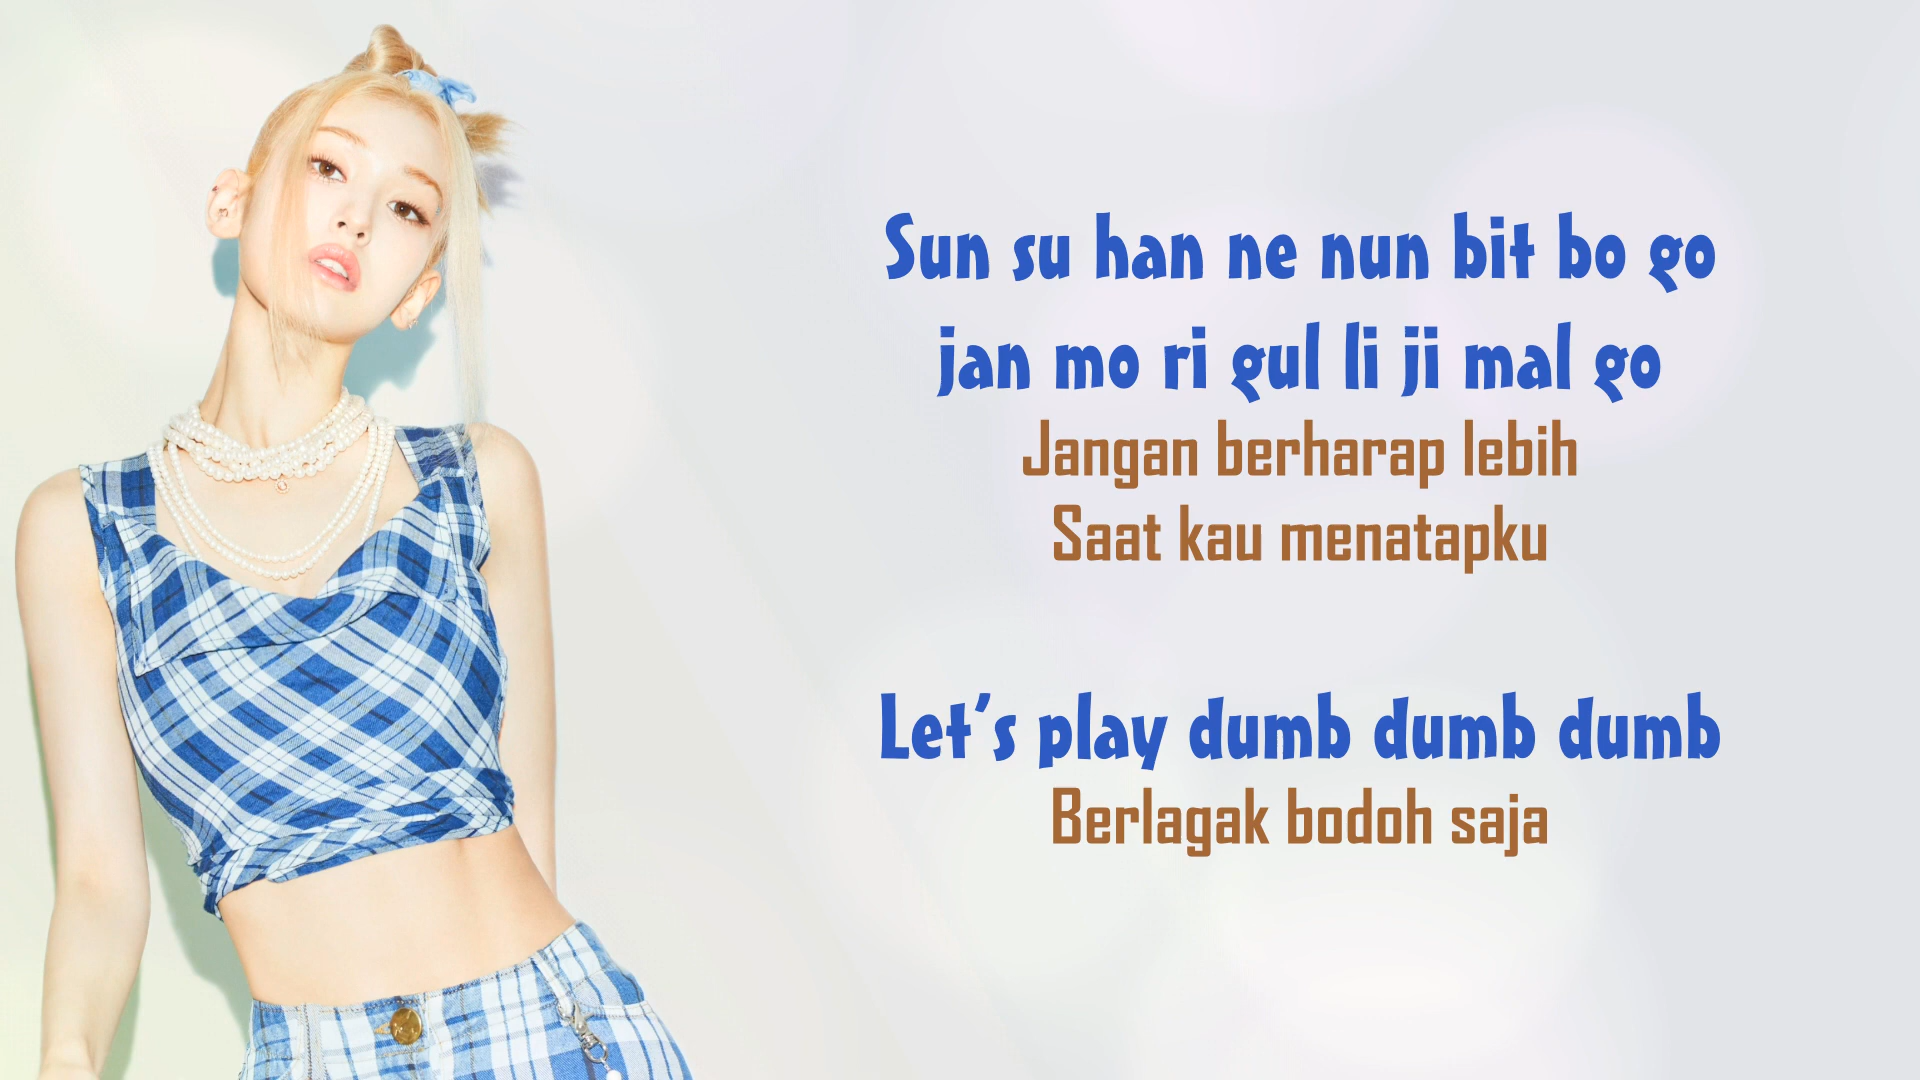 Sun su han ne nun bit bo go
jan mo ri gul li ji mal go
Jangan berharap lebih
Saat kau menatapku
Let's play dumb dumb dumb
Berlagak bodoh saja